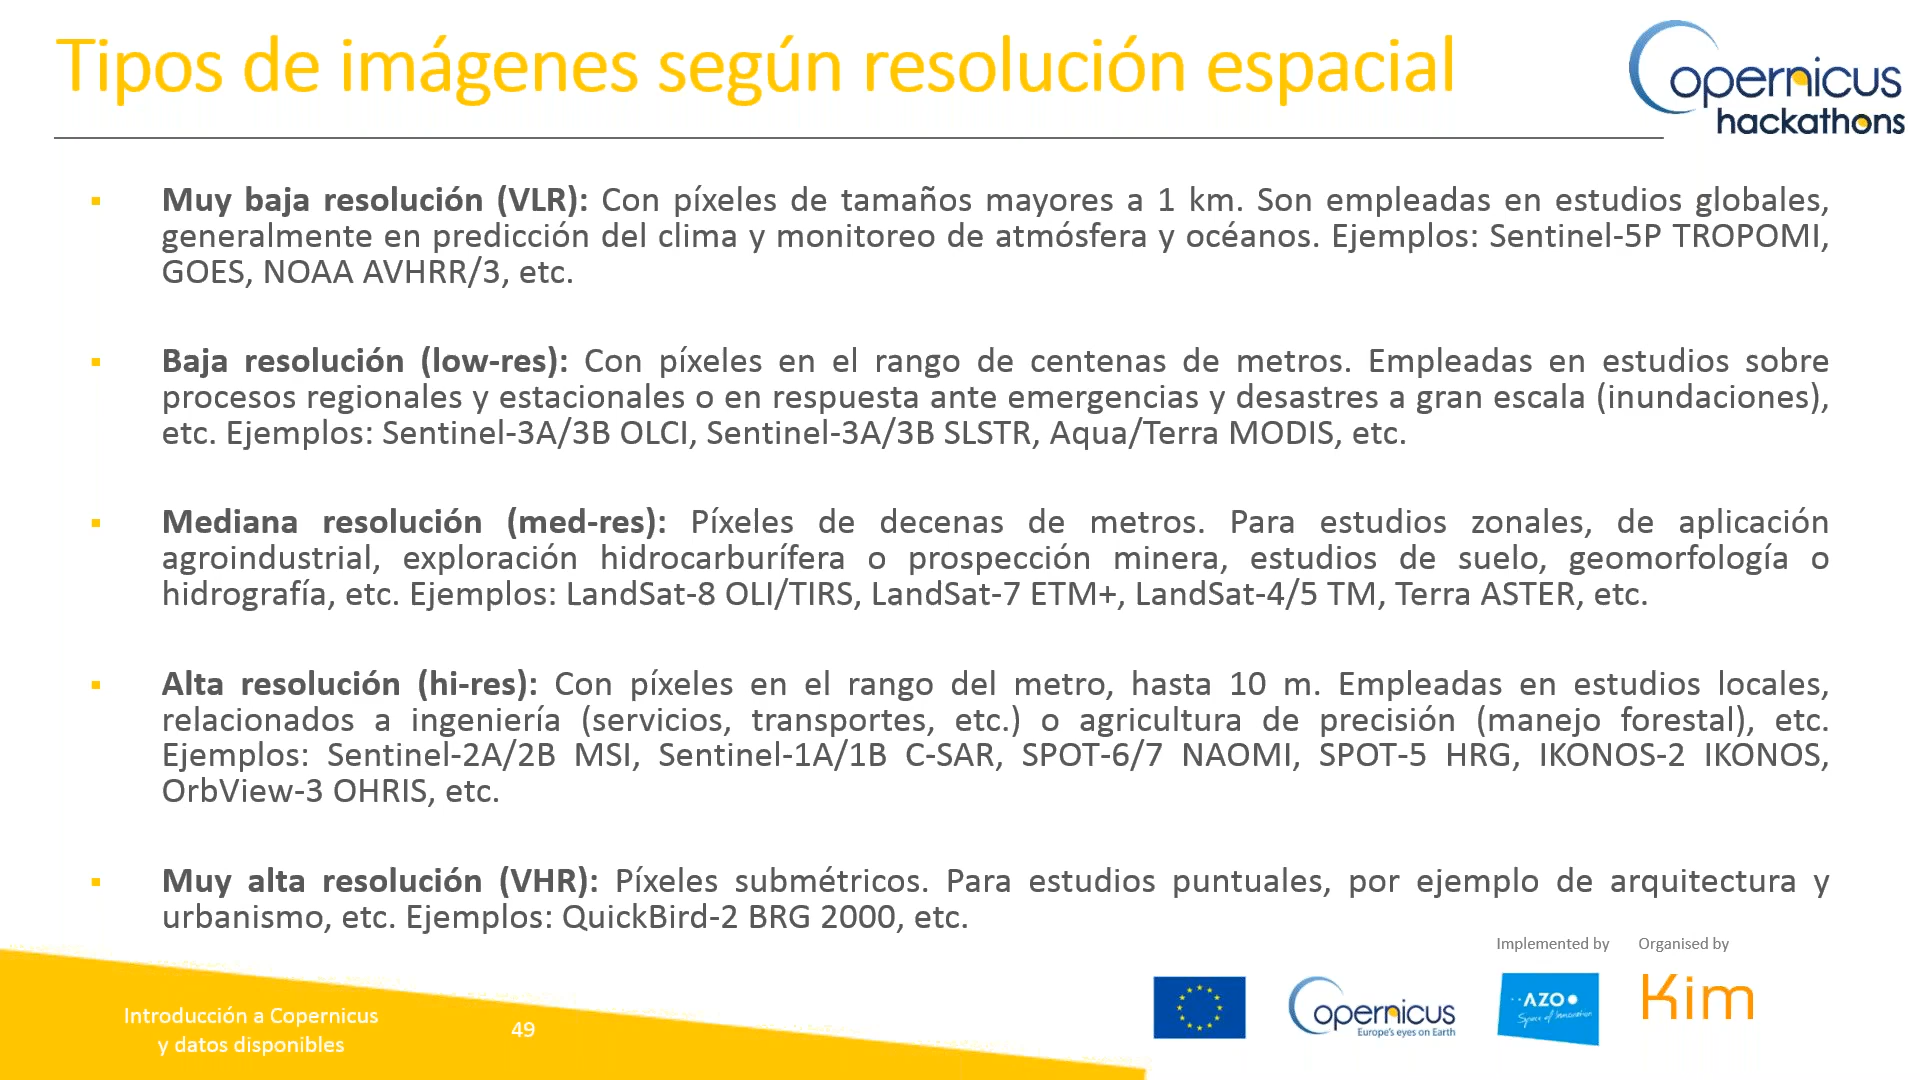 Tipos de imágenes según resolución espacial
Copernicus
hackathons
▪ Muy baja resolución (VLR): Con píxeles de tamaños mayores a 1 km. Son empleadas en estudios globales,
generalmente en predicción del clima y monitoreo de atmósfera y océanos. Ejemplos: Sentinel-5P TROPOMI,
GOES, NOAA AVHRR/3, etc.
▪ Baja resolución (low-res): Con píxeles en el rango de centenas de metros. Empleadas en estudios sobre
procesos regionales y estacionales o en respuesta ante emergencias y desastres a gran escala (inundaciones),
etc. Ejemplos: Sentinel-3A/3B OLCI, Sentinel-3A/3B SLSTR, Aqua/Terra MODIS, etc.
▪ Mediana resolución (med-res): Píxeles de decenas de metros. Para estudios zonales, de aplicación
agroindustrial, exploración hidrocarburífera o prospección minera, estudios de suelo, geomorfología o
hidrografía, etc. Ejemplos: LandSat-8 OLI/TIRS, LandSat-7 ETM+, LandSat-4/5 TM, Terra ASTER, etc.
▪ Alta resolución (hi-res): Con píxeles en el rango del metro, hasta 10 m. Empleadas en estudios locales,
relacionados a ingeniería (servicios, transportes, etc.) o agricultura de precisión (manejo forestal), etc.
Ejemplos: Sentinel-2A/2B MSI, Sentinel-1A/1B C-SAR, SPOT-6/7 NAOMI, SPOT-5 HRG, IKONOS-2 IKONOS,
OrbView-3 OHRIS, etc.
▪ Muy alta resolución (VHR): Píxeles submétricos. Para estudios puntuales, por ejemplo de arquitectura y
urbanismo, etc. Ejemplos: QuickBird-2 BRG 2000, etc.
Implemented by
Organised by
Introducción a Copernicus
y datos disponibles
49
Copernicus
Europe's eyes on Earth
AZO
Space of Innovation
Kim